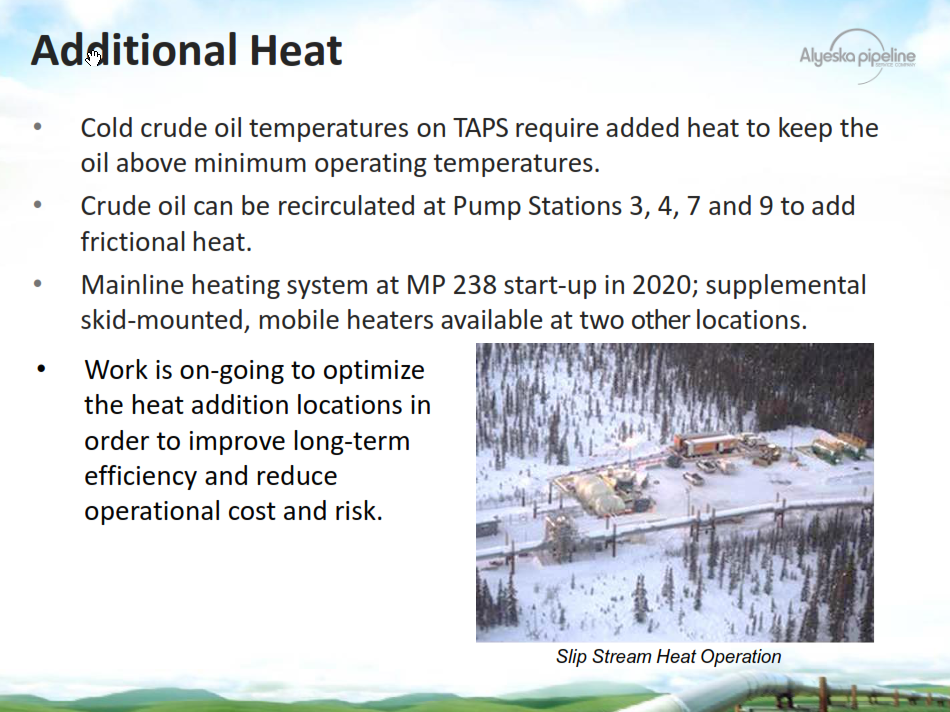 Additional Heat
Alyeska pipeline
SERVICE COMPANY
• Cold crude oil temperatures on TAPS require added heat to keep the
oil above minimum operating temperatures.
• Crude oil can be recirculated at Pump Stations 3, 4, 7 and 9 to add
frictional heat.
• Mainline heating system at MP 238 start-up in 2020; supplemental
skid-mounted, mobile heaters available at two other locations.
• Work is on-going to optimize
the heat addition locations in
order to improve long-term
efficiency and reduce
operational cost and risk.
Slip Stream Heat Operation